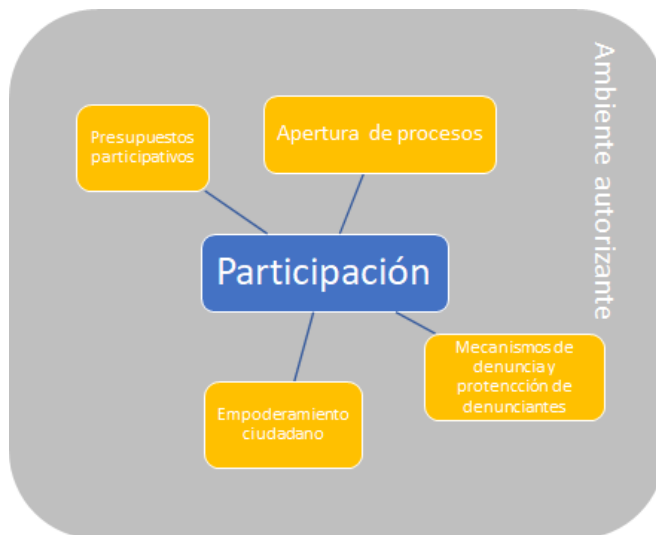 Ambiente autorizante
Presupuestos
participativos
Apertura de procesos
Participación
Mecanismos de
denuncia y
protencción de
denunciantes
Empoderamiento
ciudadano